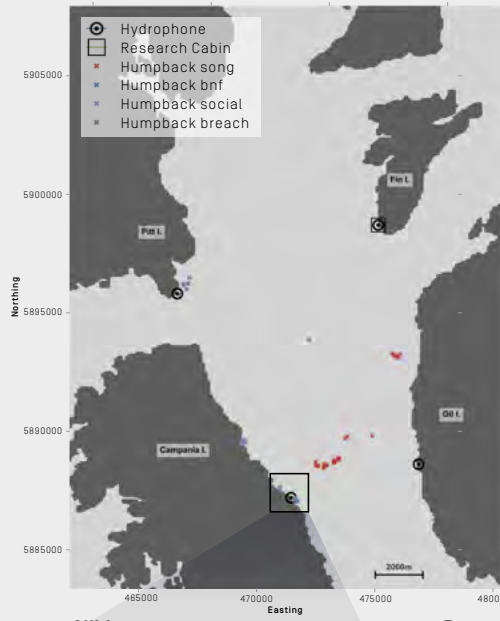 Hydrophone
Research Cabin
Humpback song
Humpback bnf
Humpback social
Humpback breach
5905000
5900000
5895000
5890000
5885000
Northing
Fin I.
Pitt I.
Gil I.
Campania I.
2000m
465000
470000
475000
4800
Easting